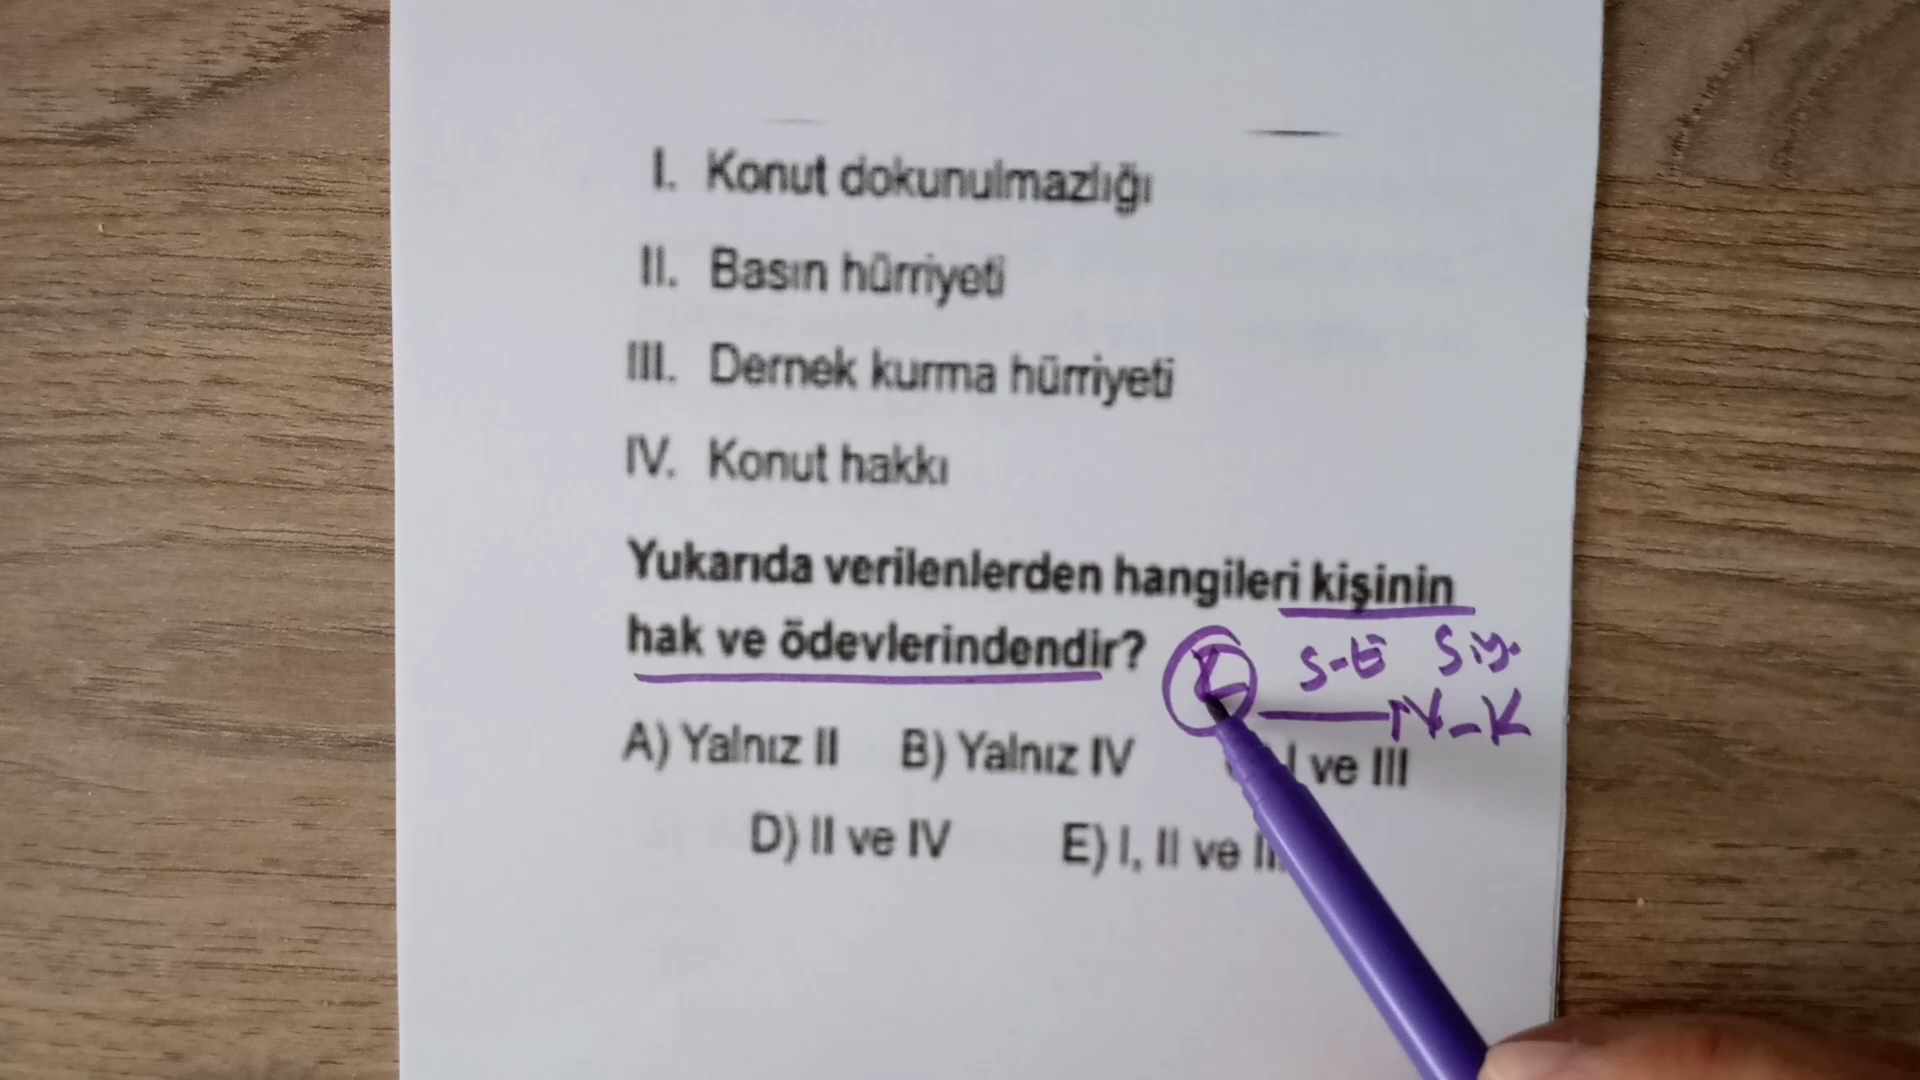 I. Konut dokunulmazlığı
II. Basın hürriyeti
III. Dernek kurma hürriyeti
IV. Konut hakkı
Yukarıda verilenlerden hangileri kişinin
hak ve ödevlerindendir?
S-E Siy.
N-K
A) Yalnız II B) Yalnız IV I ve III
D) II ve IV E) I, II ve